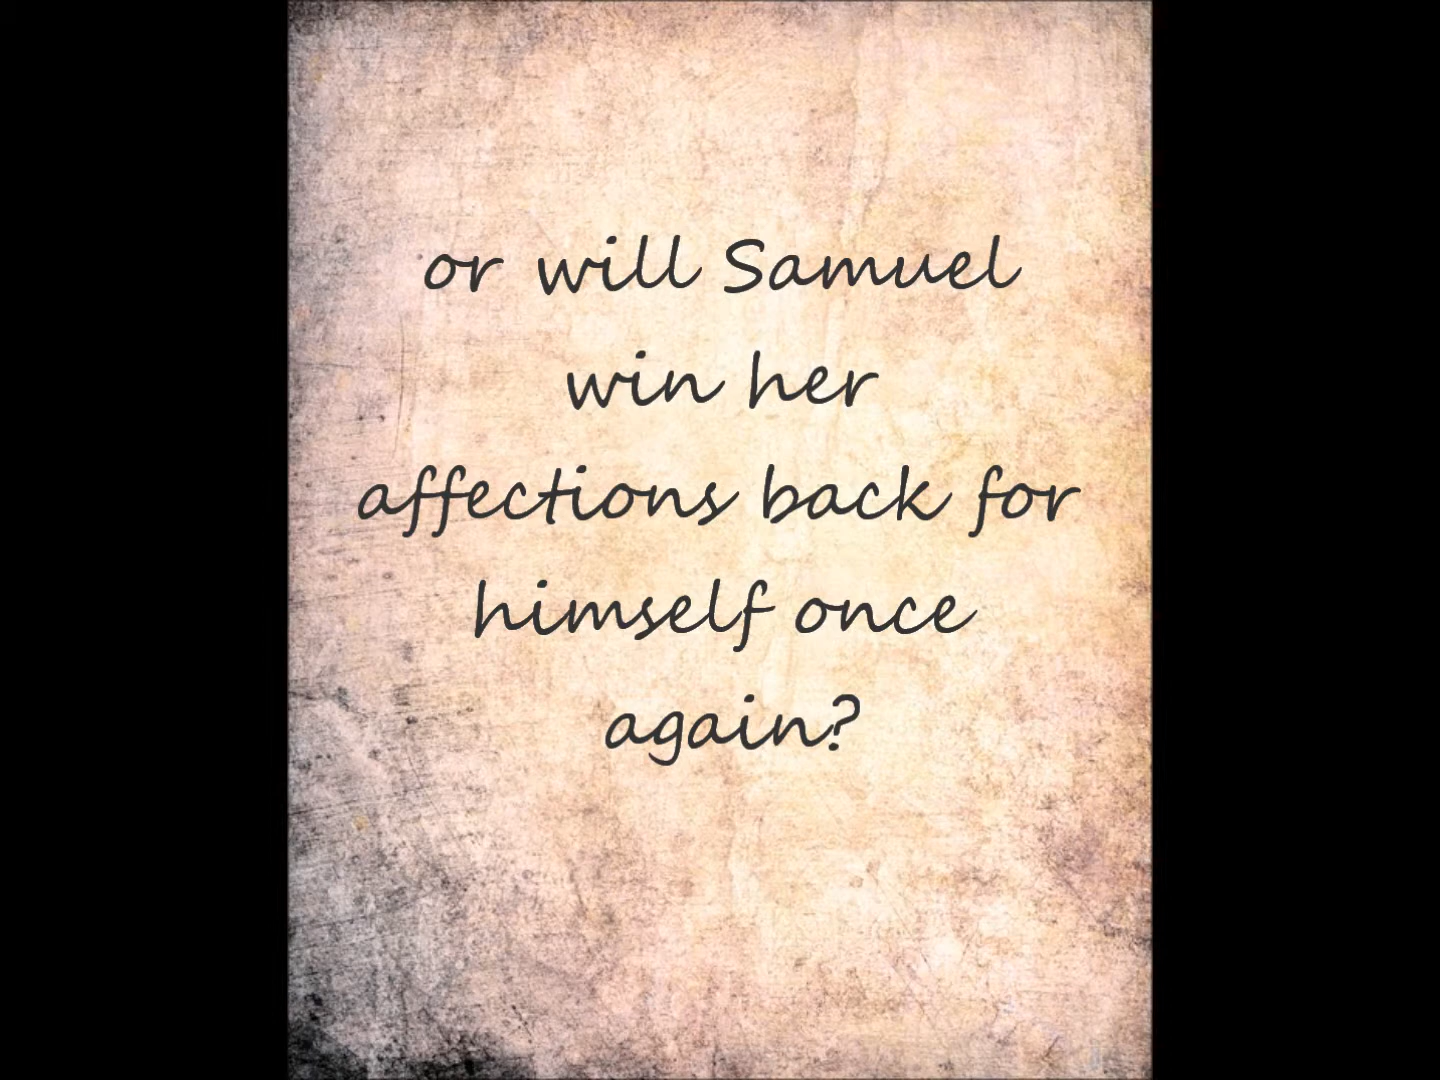 or will Samuel
win her
affections back for
himself once
again?